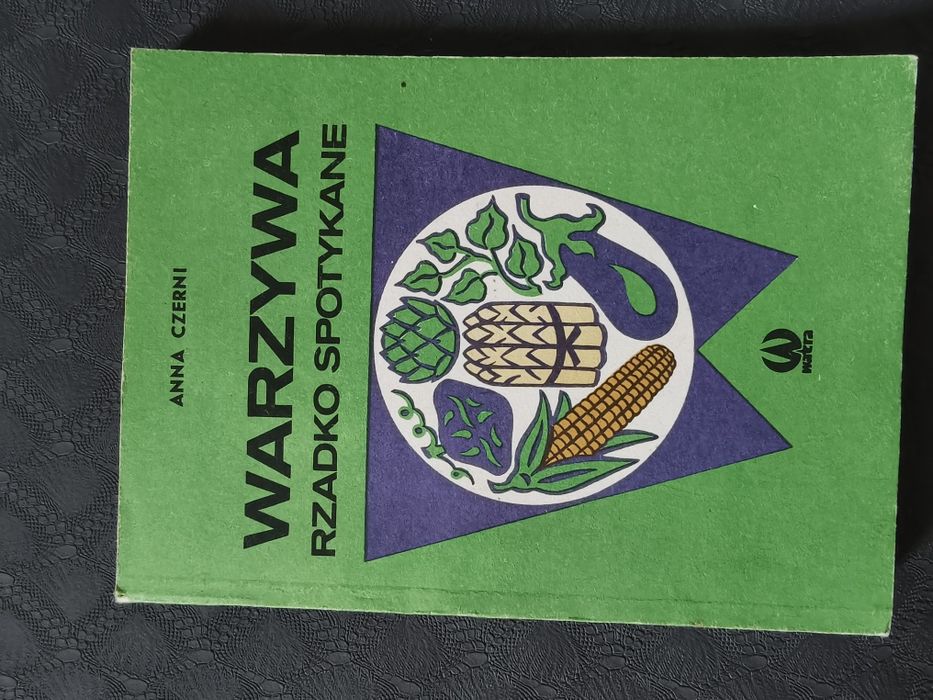 ANNA CZERNI
WARZYWA
RZADKO SPOTYKANE
watra